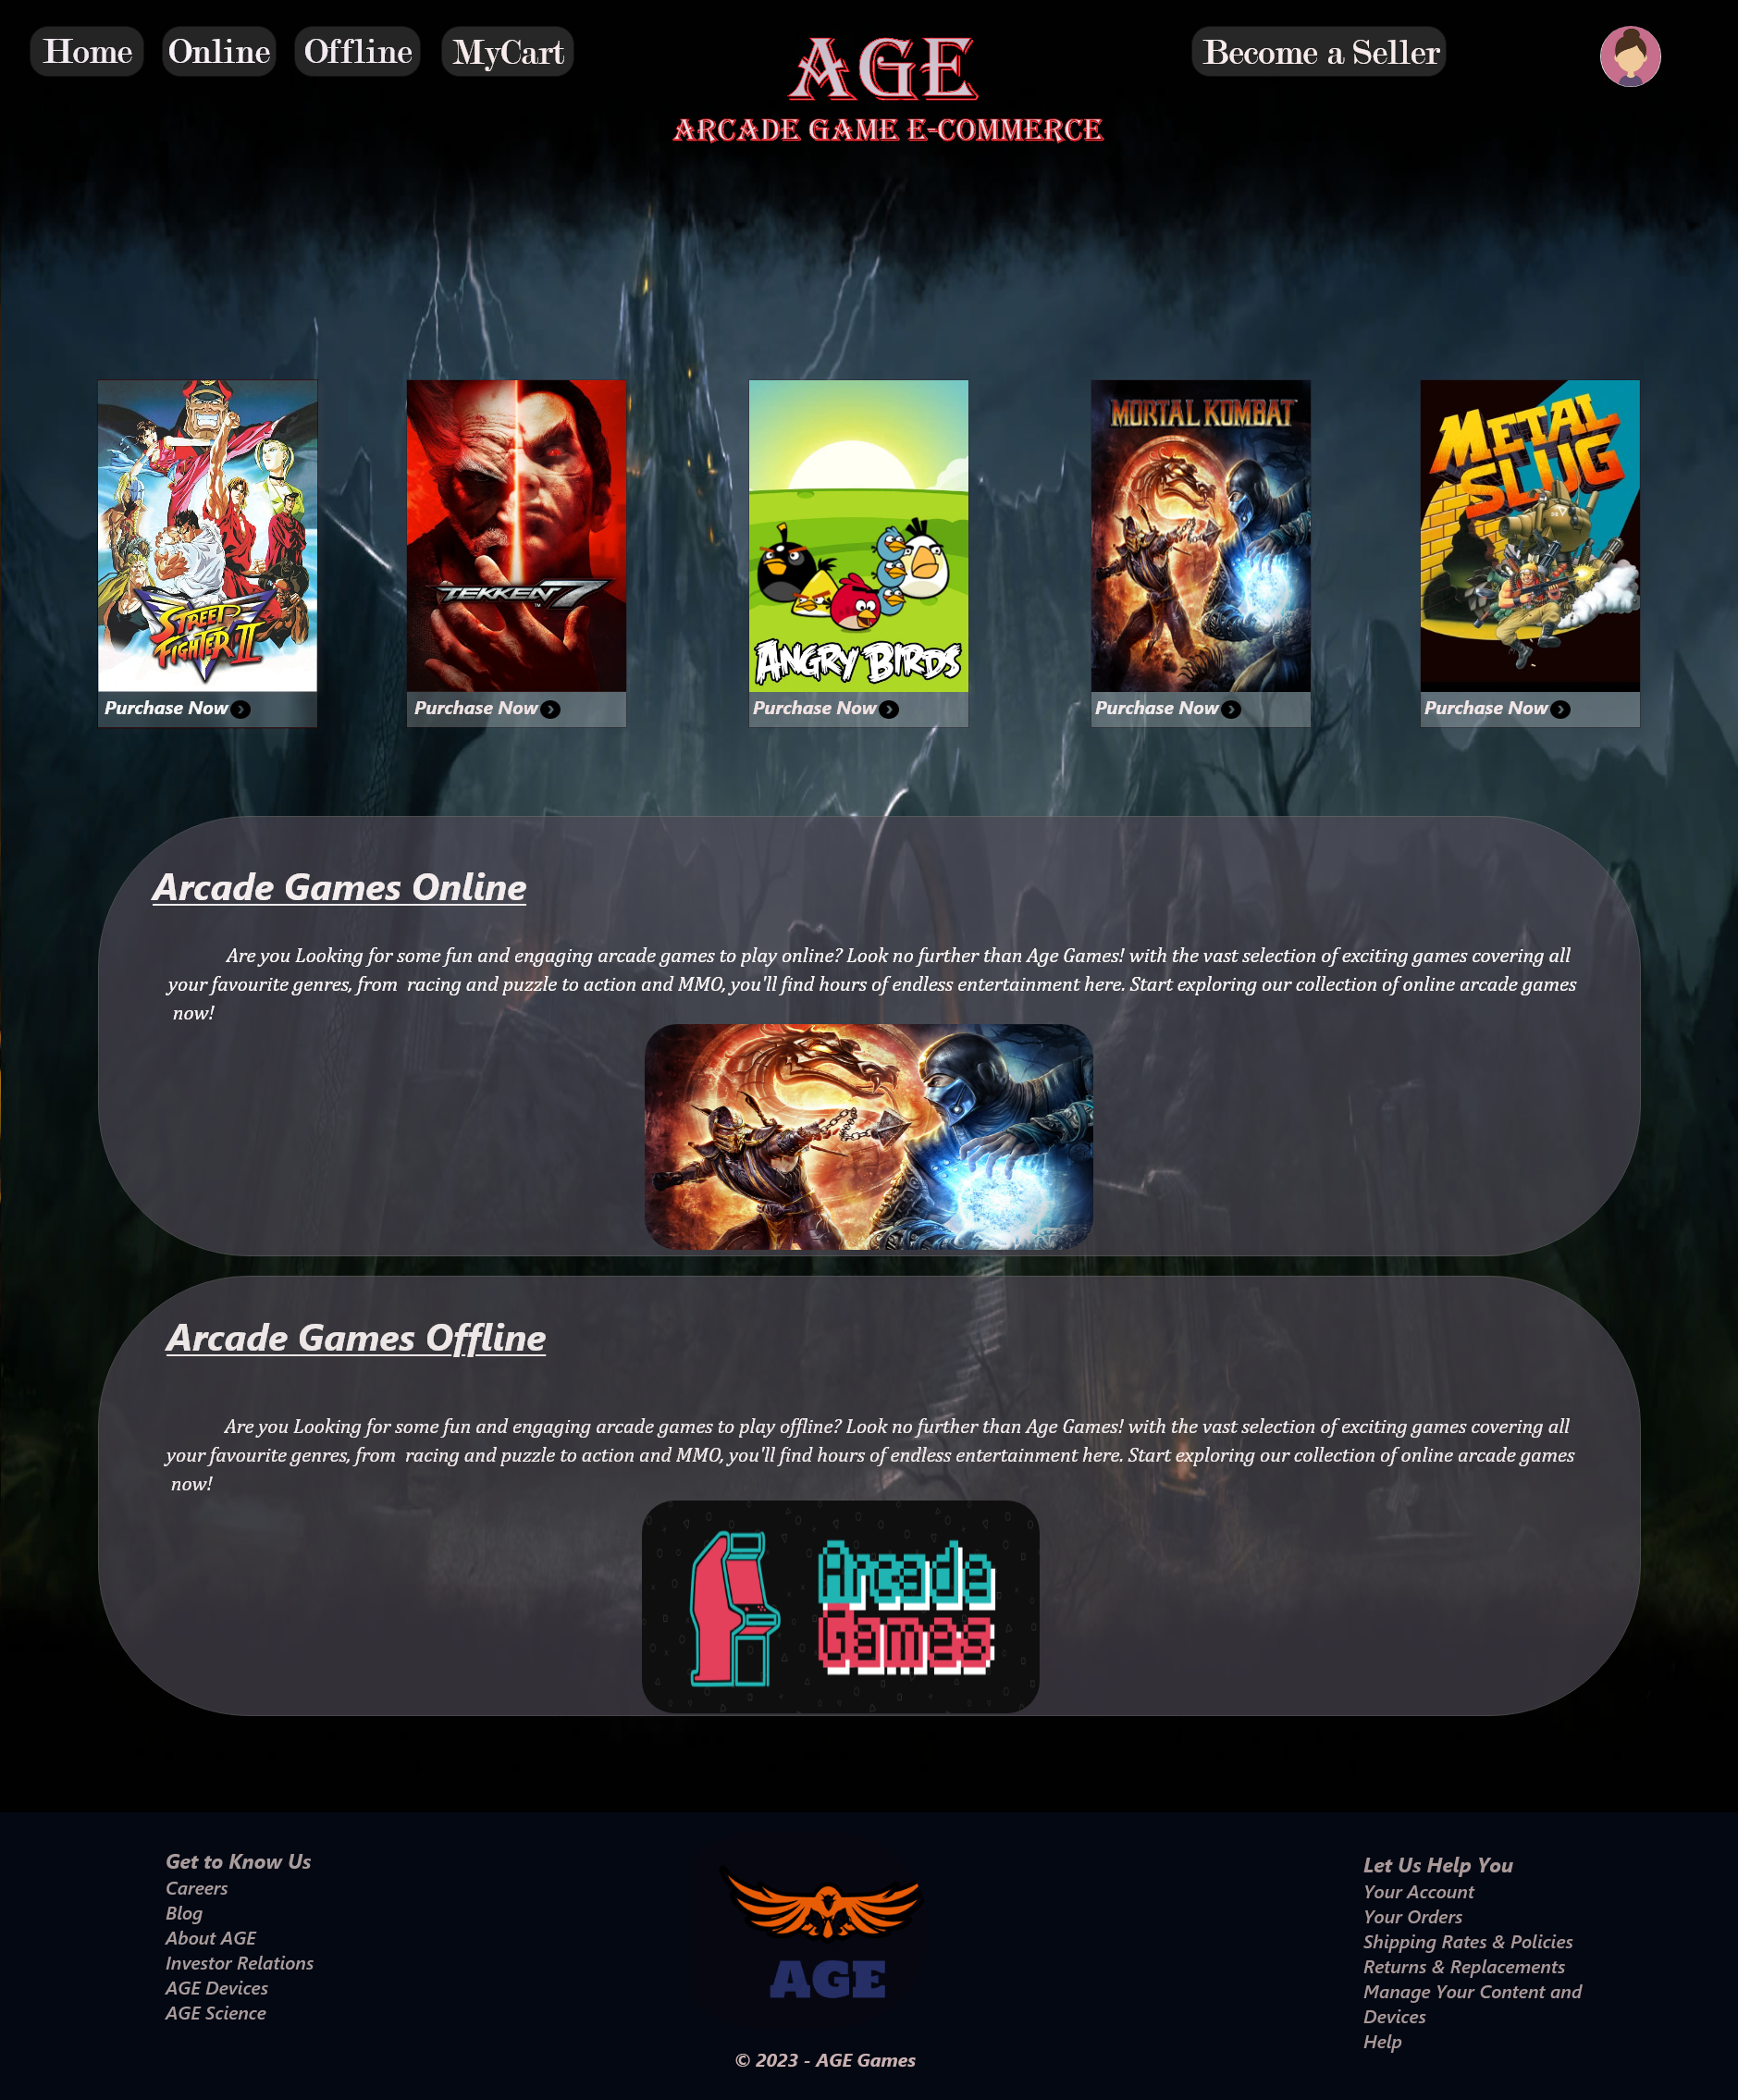 Home Online Offline MyCart
AGE
ARCADE GAME E-COMMERCE
Become a Seller
STREET FIGHTER II
TEKKEN 7
ANGRY BIRDS
MORTAL KOMBAT
METAL SLUG
Purchase Now
Purchase Now
Purchase Now
Purchase Now
Purchase Now
Arcade Games Online
Are you Looking for some fun and engaging arcade games to play online? Look no further than Age Games! with the vast selection of exciting games covering all
your favourite genres, from racing and puzzle to action and MMO, you'll find hours of endless entertainment here. Start exploring our collection of online arcade games
now!
Arcade Games Offline
Are you Looking for some fun and engaging arcade games to play offline? Look no further than Age Games! with the vast selection of exciting games covering all
your favourite genres, from racing and puzzle to action and MMO, you'll find hours of endless entertainment here. Start exploring our collection of online arcade games
now!
Arcade
Games
Get to Know Us
Careers
Blog
About AGE
Investor Relations
AGE Devices
AGE Science
AGE
© 2023 - AGE Games
Let Us Help You
Your Account
Your Orders
Shipping Rates & Policies
Returns & Replacements
Manage Your Content and
Devices
Help